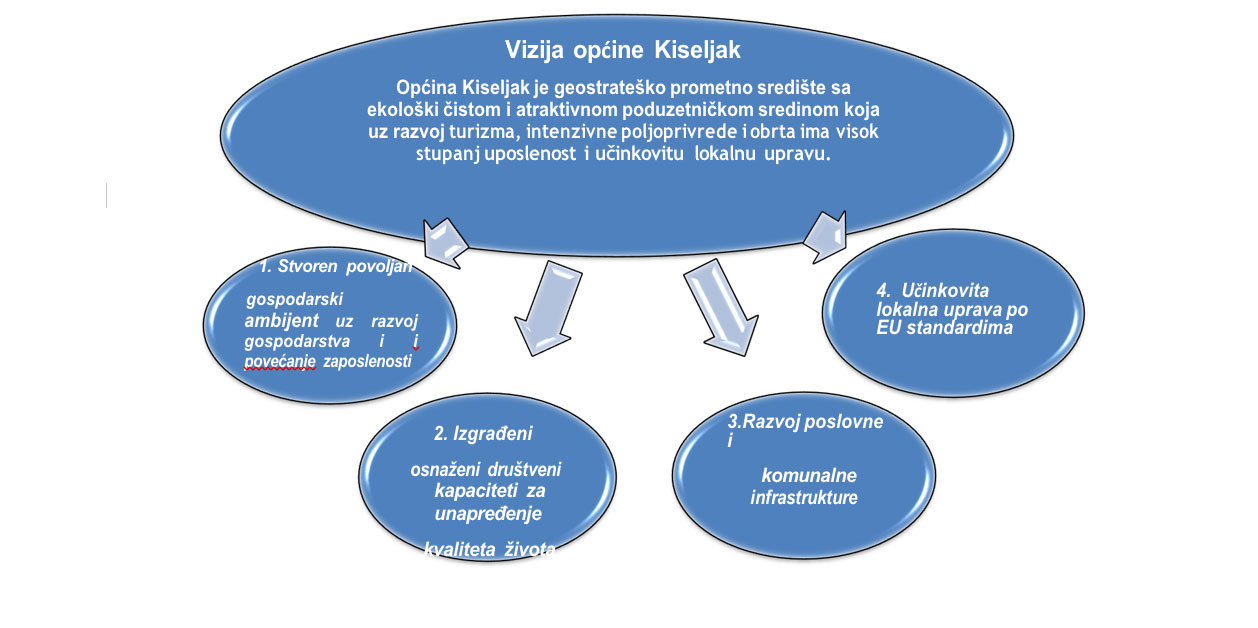 Vizija općine Kiseljak
Općina Kiseljak je geostrateško prometno središte sa
ekološki čistom i atraktivnom poduzetničkom sredinom koja
uz razvoj turizma, intenzivne poljoprivrede i obrta ima visok
stupanj uposlenost i učinkovitu lokalnu upravu.
1. Stvoren povoljan
gospodarski
ambijent uz razvoj
gospodarstva i i
povećanje zaposlenosti
2. Izgrađeni
osnaženi društveni
kapaciteti za
unapređenje
kvaliteta života
3.Razvoj poslovne
i
komunalne
infrastrukture
4. Učinkovita
lokalna uprava po
EU standardima